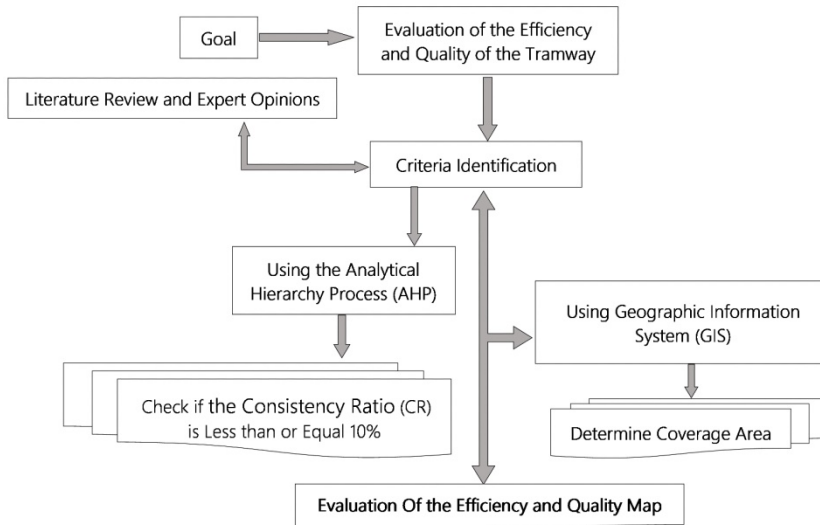 Goal
Evaluation of the Efficiency
and Quality of the Tramway
Literature Review and Expert Opinions
Criteria Identification
Using the Analytical
Hierarchy Process (AHP)
Using Geographic Information
System (GIS)
Check if the Consistency Ratio (CR)
is Less than or Equal 10%
Determine Coverage Area
Evaluation Of the Efficiency and Quality Map